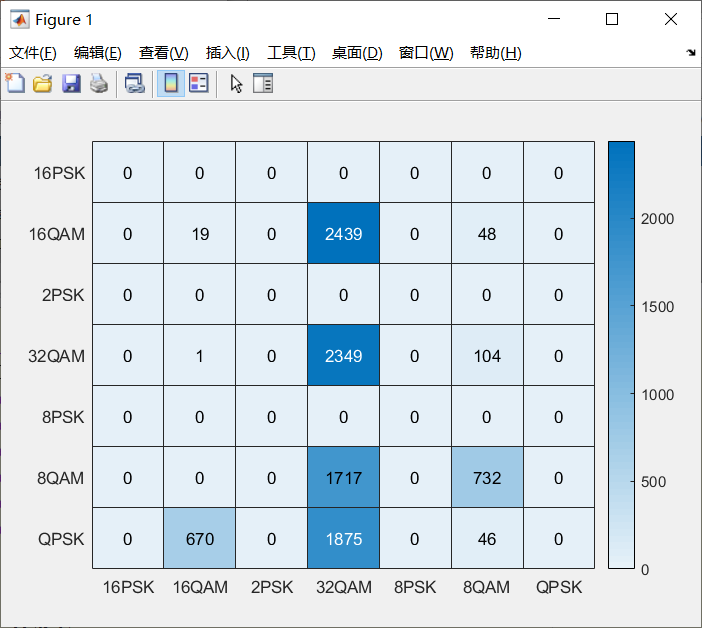 Figure 1
文件(F) 编辑(E) 查看(V) 插入(I) 工具(T) 桌面(D) 窗口(W) 帮助(H)
16PSK 0 0 0 0 0 0 0
16QAM 0 19 0 2439 0 48 0
2PSK 0 0 0 0 0 0 0
32QAM 0 1 0 2349 0 104 0
8PSK 0 0 0 0 0 0 0
8QAM 0 0 0 1717 0 732 0
QPSK 0 670 0 1875 0 46 0
16PSK 16QAM 2PSK 32QAM 8PSK 8QAM QPSK
2000
1500
1000
500
0